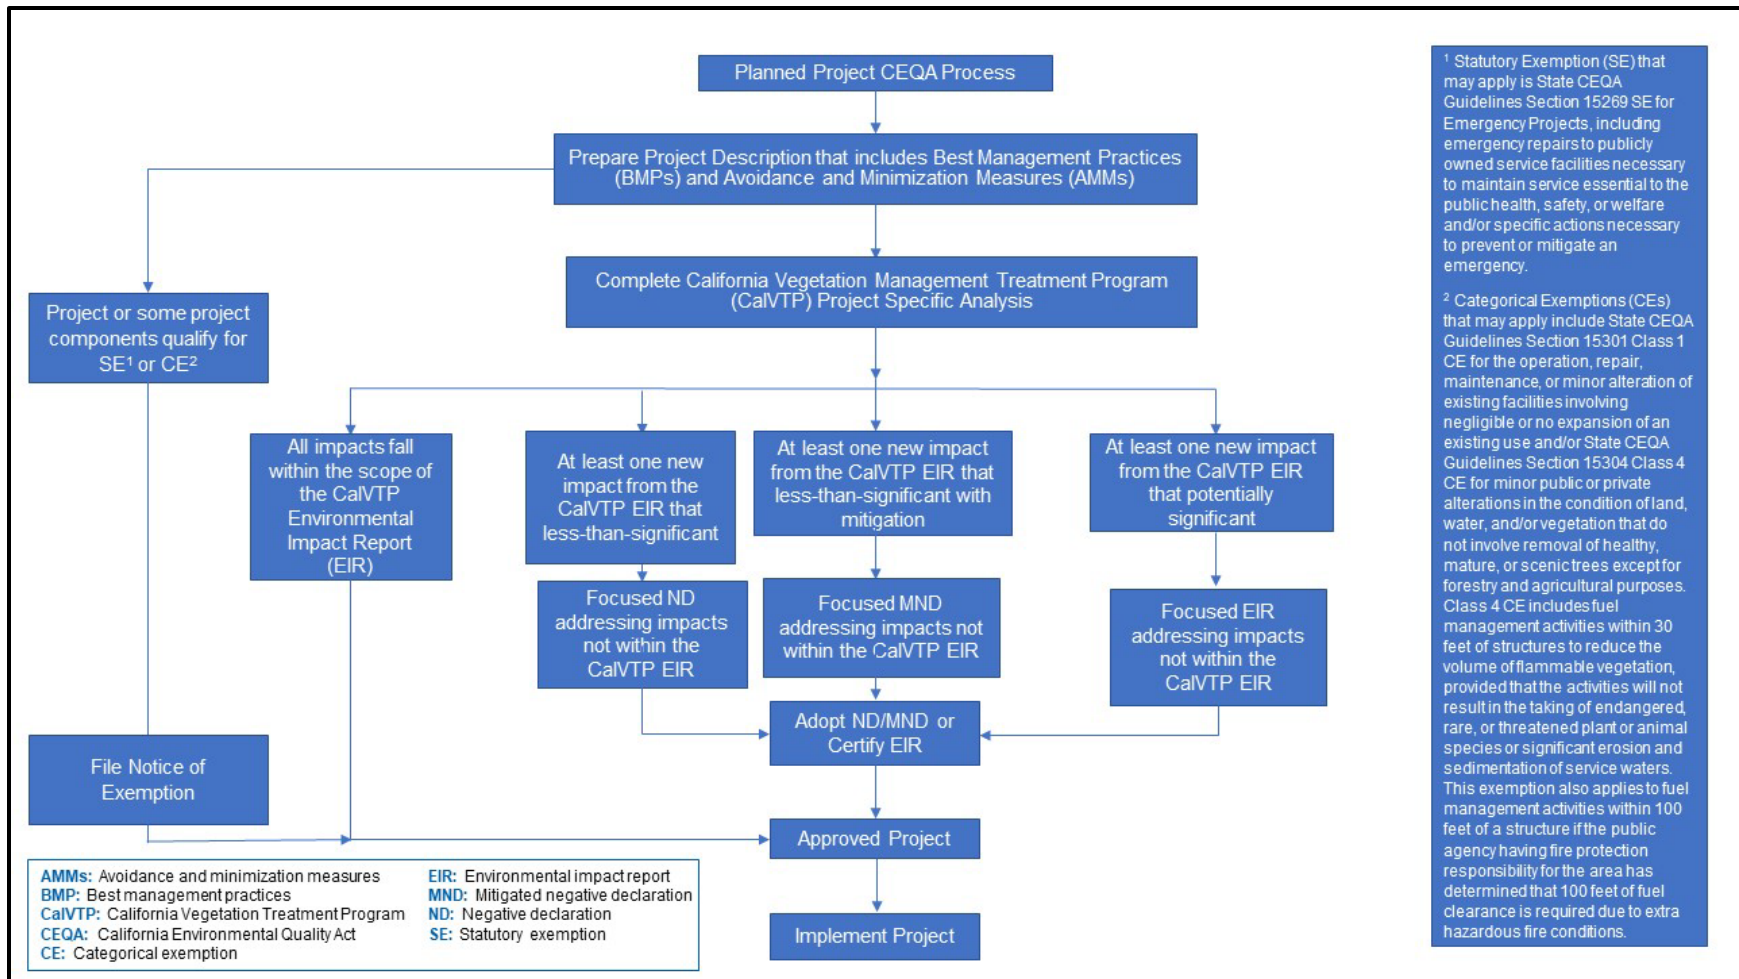 Planned Project CEQA Process
Prepare Project Description that includes Best Management Practices
(BMPs) and Avoidance and Minimization Measures (AMMs)
Complete California Vegetation Management Treatment Program
(CalVTP) Project Specific Analysis
Project or some project
components qualify for
SE¹ or CE²
All impacts fall
within the scope of
the CalVTP
Environmental
Impact Report
(EIR)
At least one new
impact from the
CalVTP EIR that
less-than-significant
At least one new impact
from the CalVTP EIR that
less-than-significant with
mitigation
At least one new impact
from the CalVTP EIR
that potentially
significant
Focused ND
addressing impacts
not within the
CalVTP EIR
Focused MND
addressing impacts not
within the CalVTP EIR
Focused EIR
addressing impacts
not within the
CalVTP EIR
Adopt ND/MND or
Certify EIR
File Notice of
Exemption
Approved Project
Implement Project
AMMs: Avoidance and minimization measures
BMP: Best management practices
CalVTP: California Vegetation Treatment Program
CEQA: California Environmental Quality Act
CE: Categorical exemption
EIR: Environmental impact report
MND: Mitigated negative declaration
ND: Negative declaration
SE: Statutory exemption
¹ Statutory Exemption (SE) that
may apply is State CEQA
Guidelines Section 15269 SE for
Emergency Projects, including
emergency repairs to publicly
owned service facilities necessary
to maintain service essential to the
public health, safety, or welfare
and/or specific actions necessary
to prevent or mitigate an
emergency.
² Categorical Exemptions (CEs)
that may apply include State CEQA
Guidelines Section 15301 Class 1
CE for the operation, repair,
maintenance, or minor alteration of
existing facilities involving
negligible or no expansion of an
existing use and/or State CEQA
Guidelines Section 15304 Class 4
CE for minor public or private
alterations in the condition of land,
water, and/or vegetation that do
not involve removal of healthy,
mature, or scenic trees except for
forestry and agricultural purposes.
Class 4 CE includes fuel
management activities within 30
feet of structures to reduce the
volume of flammable vegetation,
provided that the activities will not
result in the taking of endangered,
rare, or threatened plant or animal
species or significant erosion and
sedimentation of service waters.
This exemption also applies to fuel
management activities within 100
feet of a structure if the public
agency having fire protection
responsibility for the area has
determined that 100 feet of fuel
clearance is required due to extra
hazardous fire conditions.